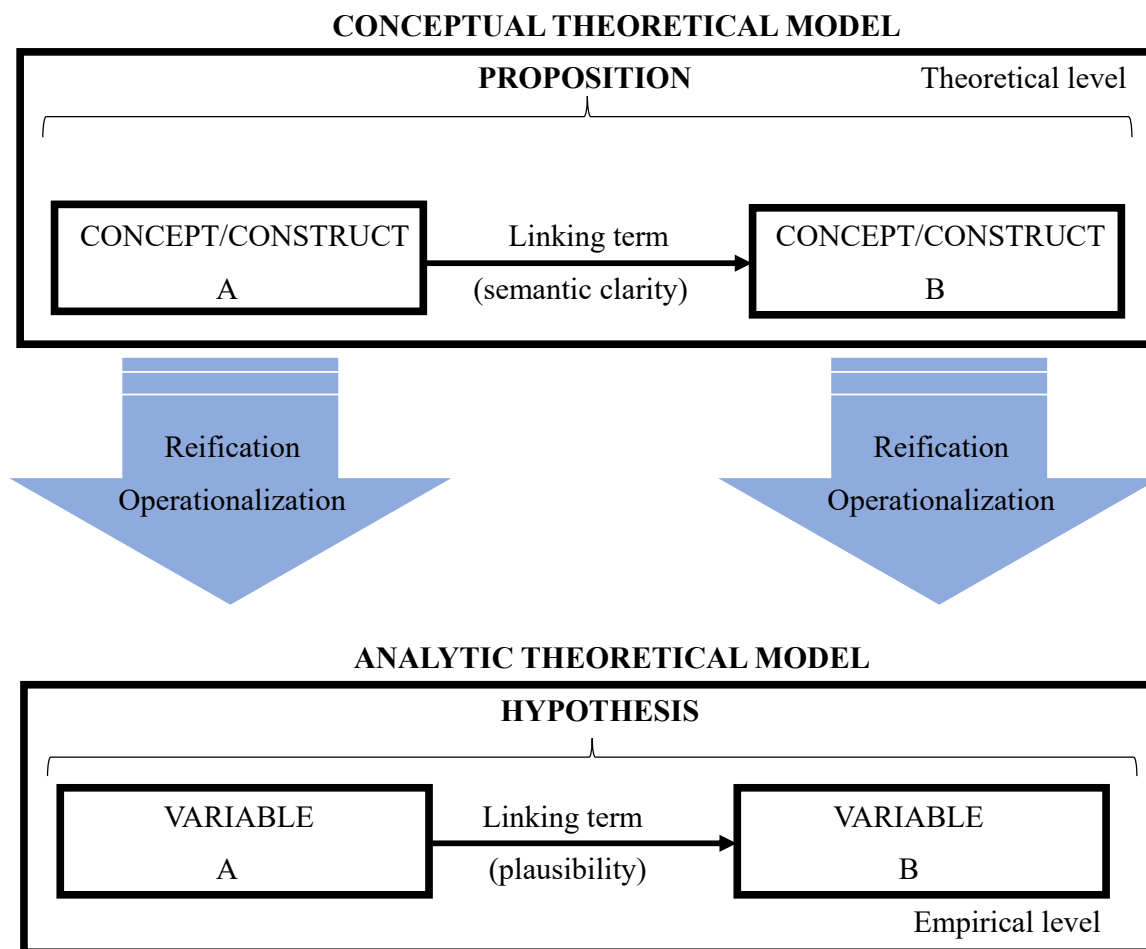 CONCEPTUAL THEORETICAL MODEL
PROPOSITION
Theoretical level
CONCEPT/CONSTRUCT
A
Linking term
(semantic clarity)
CONCEPT/CONSTRUCT
B
Reification
Operationalization
Reification
Operationalization
ANALYTIC THEORETICAL MODEL
HYPOTHESIS
VARIABLE
A
Linking term
(plausibility)
VARIABLE
B
Empirical level